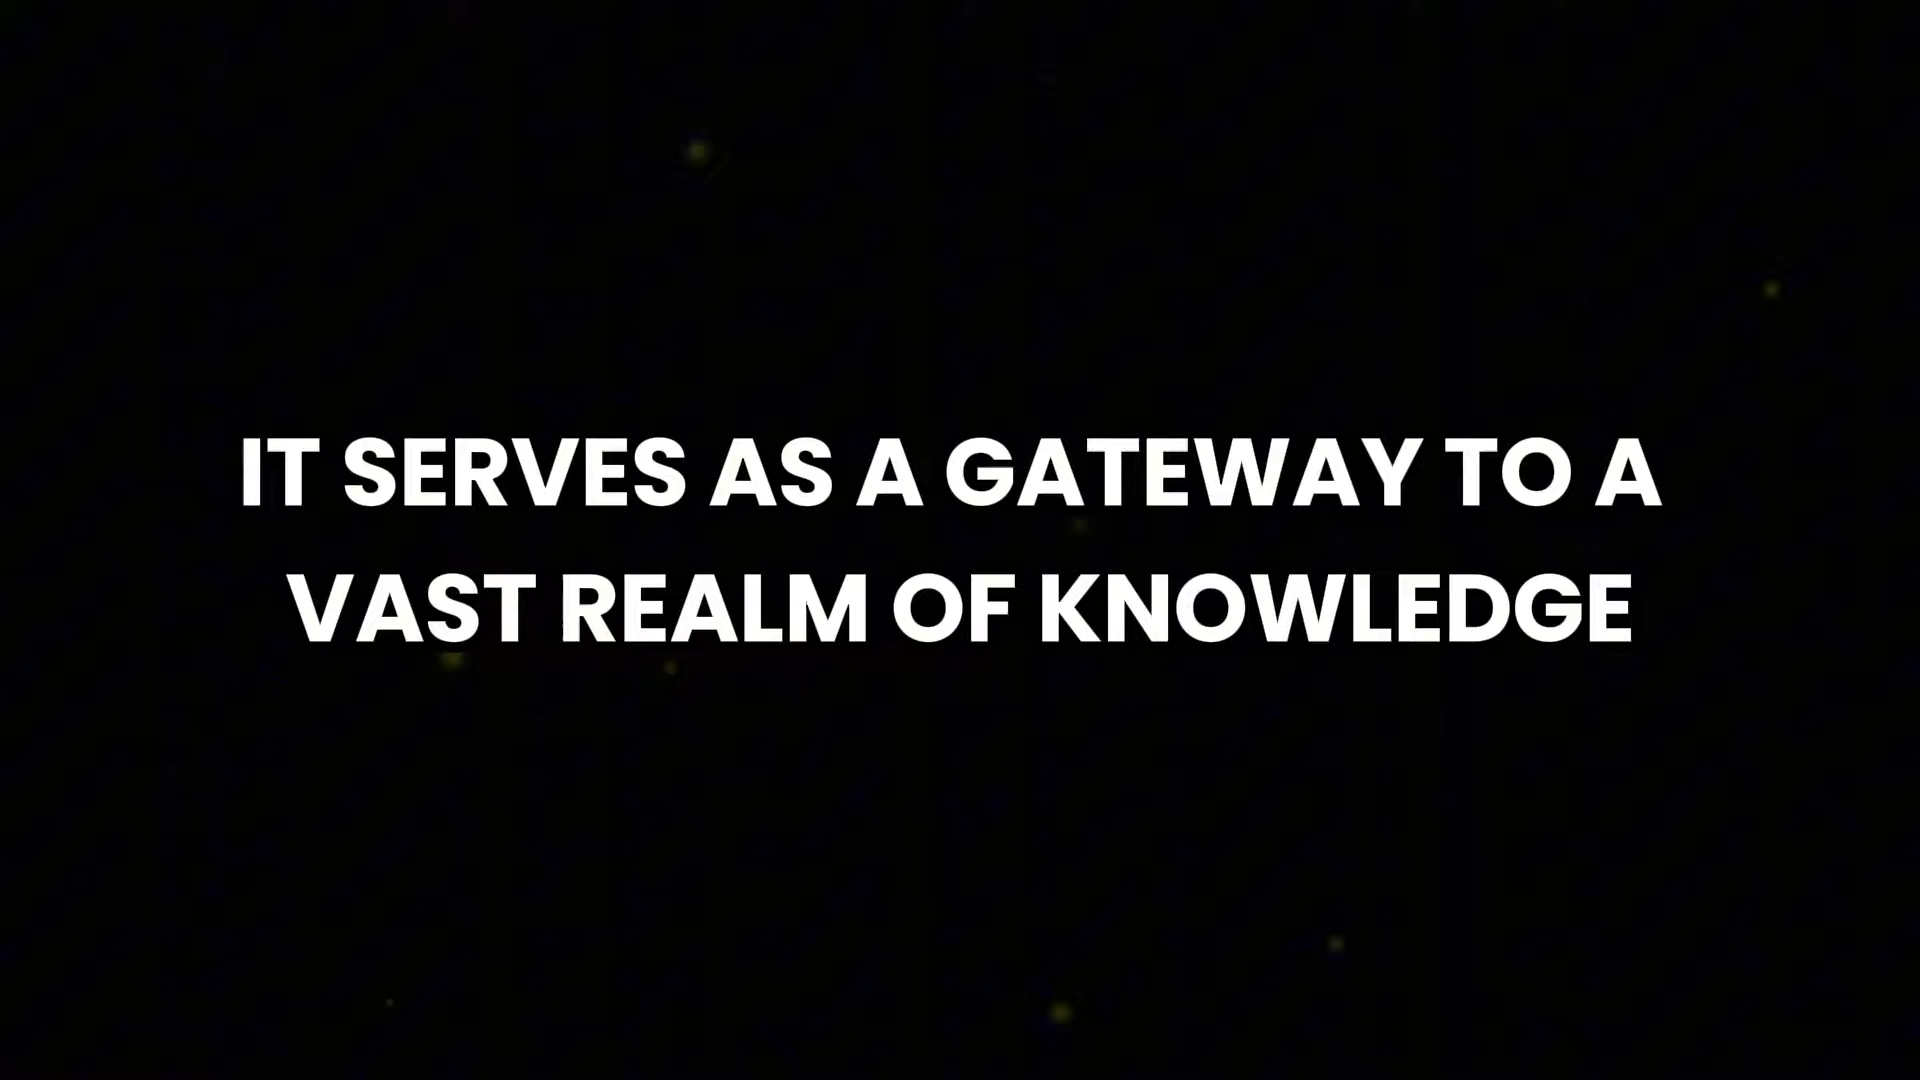 IT SERVES AS A GATEWAY TO A
VAST REALM OF KNOWLEDGE